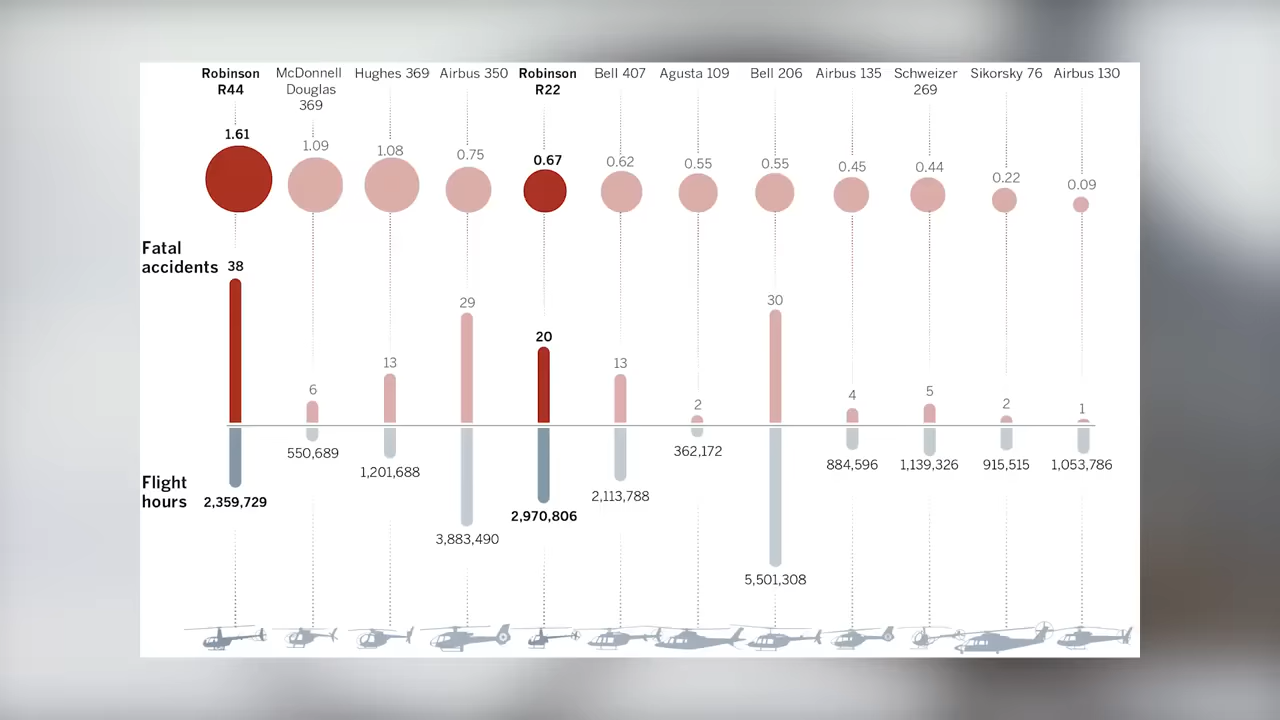 Robinson
R44
McDonnell
Douglas
369
Hughes 369
Airbus 350
Robinson
R22
Bell 407
Agusta 109
Bell 206
Airbus 135
Schweizer
269
Sikorsky 76
Airbus 130
1.61
1.09
1.08
0.75
0.67
0.62
0.55
0.55
0.45
0.44
0.22
0.09
Fatal
accidents
38
6
13
29
20
13
2
30
4
5
2
1
Flight
hours
2,359,729
550,689
1,201,688
3,883,490
2,970,806
2,113,788
362,172
5,501,308
884,596
1,139,326
915,515
1,053,786